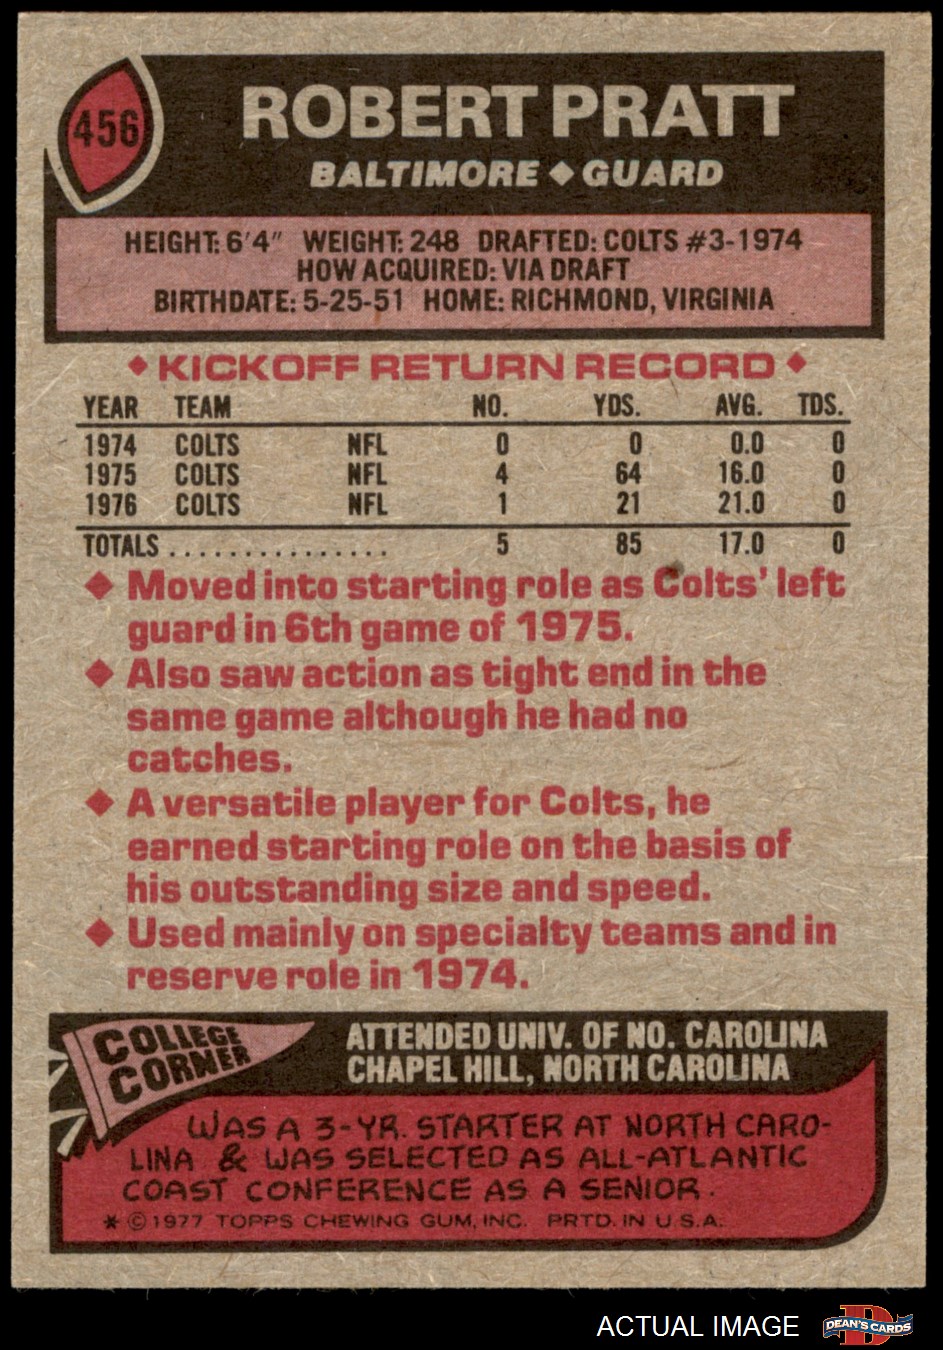 456
ROBERT PRATT
BALTIMORE ◆ GUARD
HEIGHT: 6'4" WEIGHT: 248 DRAFTED: COLTS #3-1974
HOW ACQUIRED: VIA DRAFT
BIRTHDATE: 5-25-51 HOME: RICHMOND, VIRGINIA
◆ KICKOFF RETURN RECORD ◆
YEAR TEAM NO. YDS. AVG. TDS.
1974 COLTS NFL 0 0 0.0 0
1975 COLTS NFL 4 64 16.0 0
1976 COLTS NFL 1 21 21.0 0
TOTALS ............... 5 85 17.0 0
◆ Moved into starting role as Colts' left
guard in 6th game of 1975.
◆ Also saw action as tight end in the
same game although he had no
catches.
◆ A versatile player for Colts, he
earned starting role on the basis of
his outstanding size and speed.
◆ Used mainly on specialty teams and in
reserve role in 1974.
COLLEGE
CORNER
ATTENDED UNIV. OF NO. CAROLINA
CHAPEL HILL, NORTH CAROLINA
WAS A 3-YR. STARTER AT NORTH CARO-
LINA & WAS SELECTED AS ALL-ATLANTIC
COAST CONFERENCE AS A SENIOR.
* © 1977 TOPPS CHEWING GUM, INC. PRTD. IN U.S.A.
ACTUAL IMAGE
DEAN'S CARDS